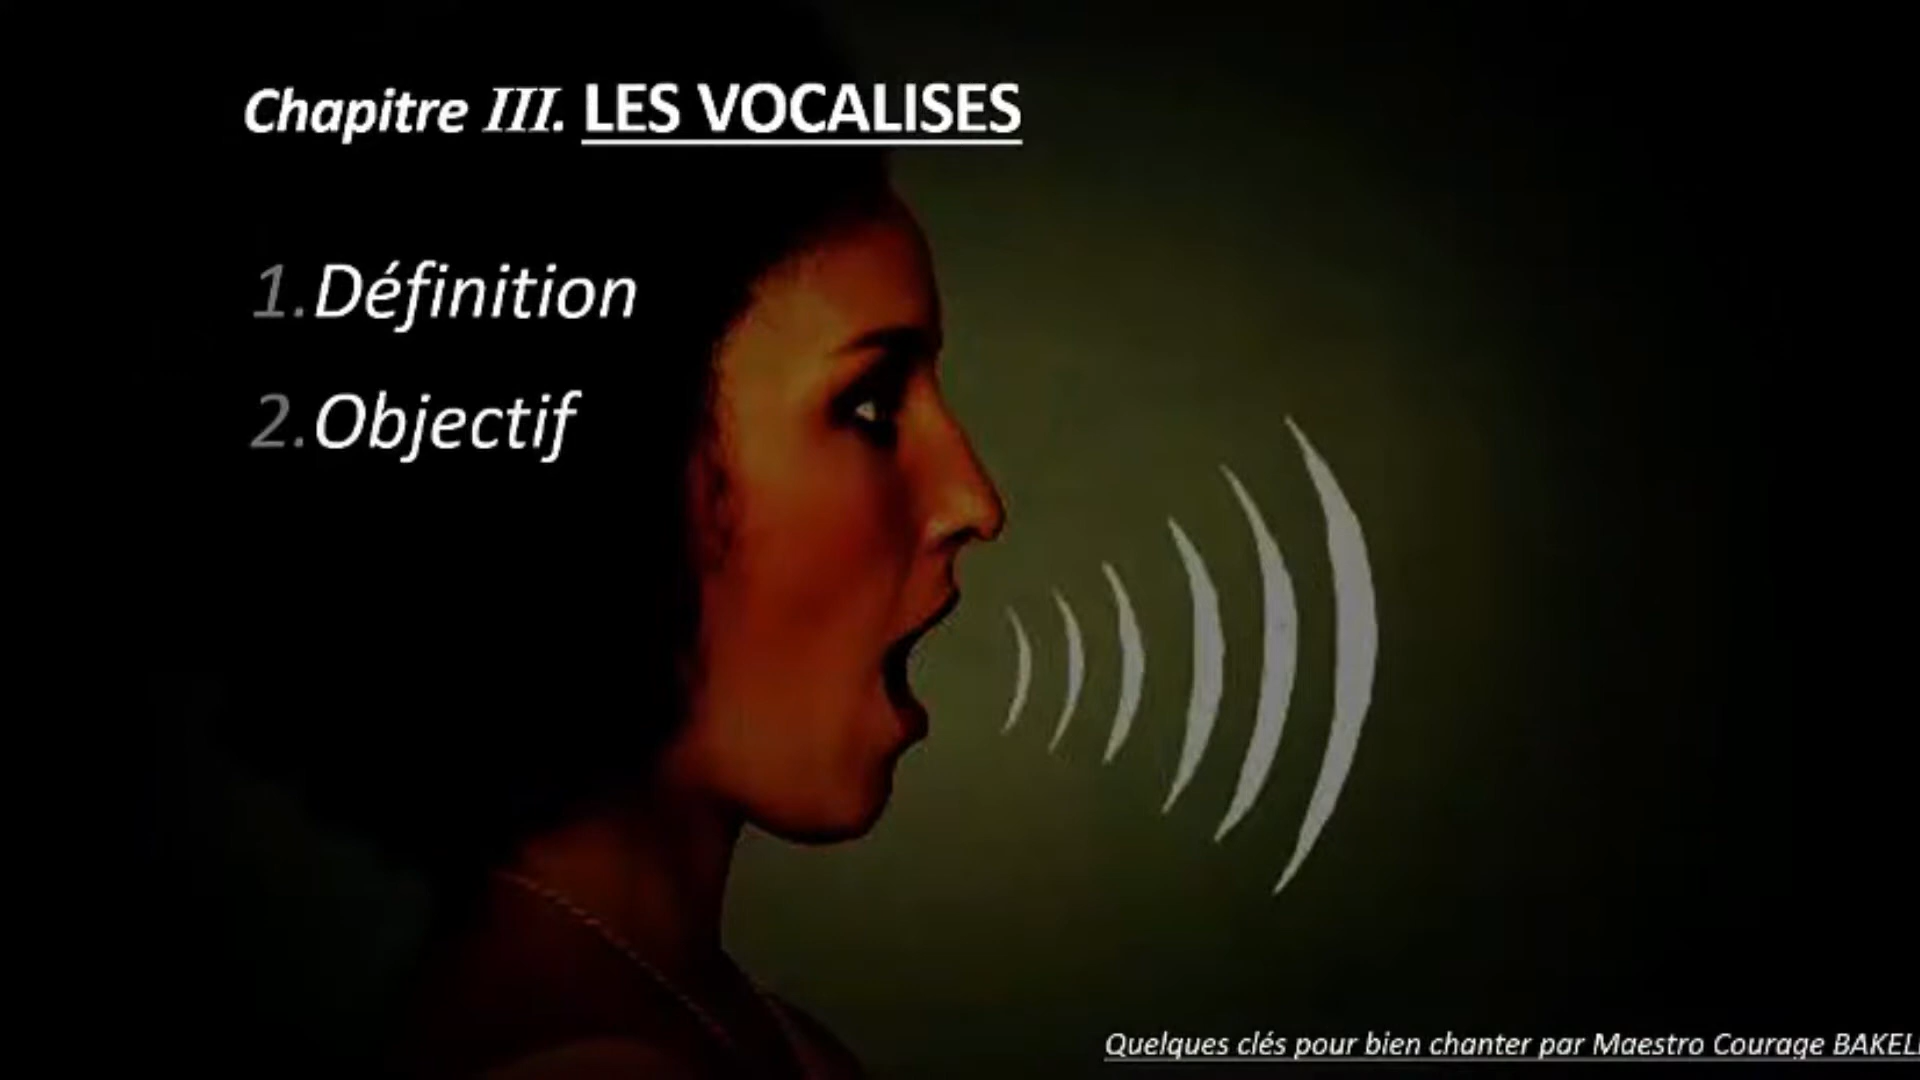 Chapitre III. LES VOCALISES
1. Définition
2. Objectif
Quelques clés pour bien chanter par Maestro Courage